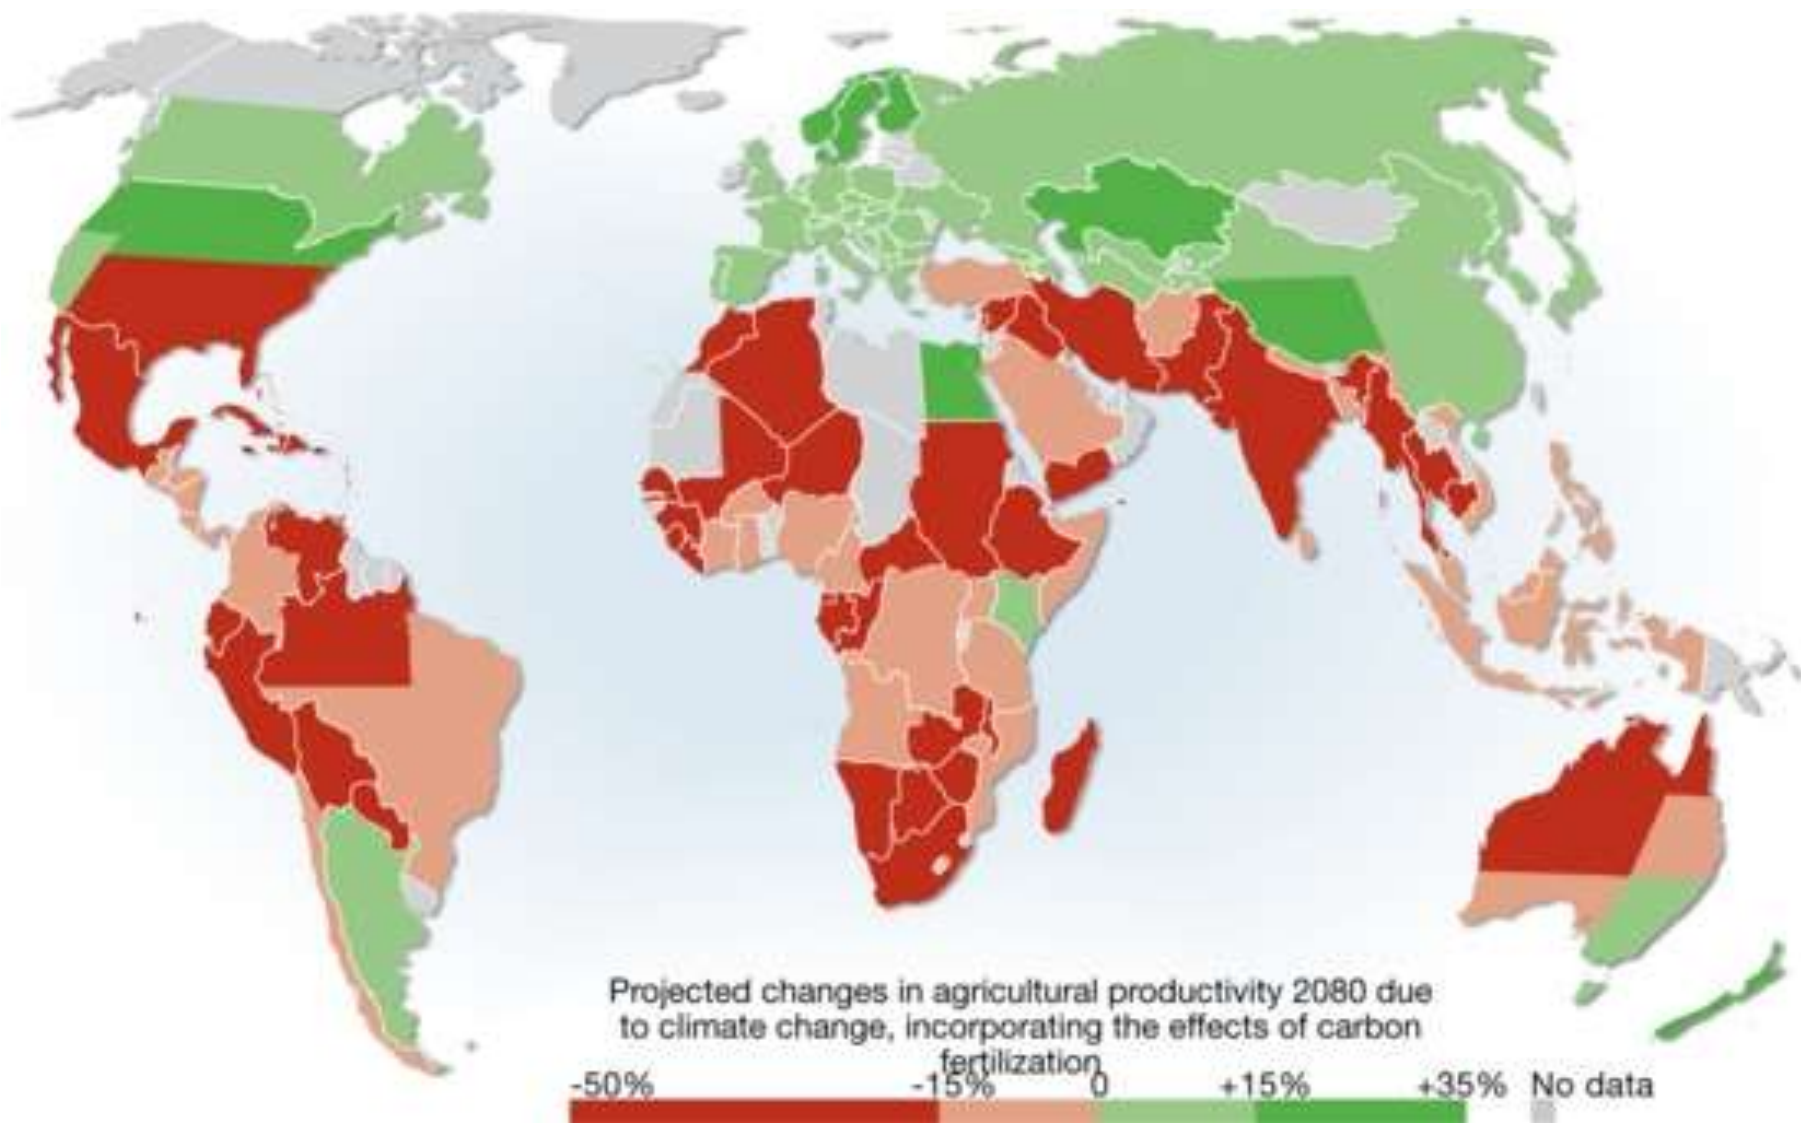 Projected changes in agricultural productivity 2080 due
to climate change, incorporating the effects of carbon
fertilization
-50% -15% 0 +15% +35% No data